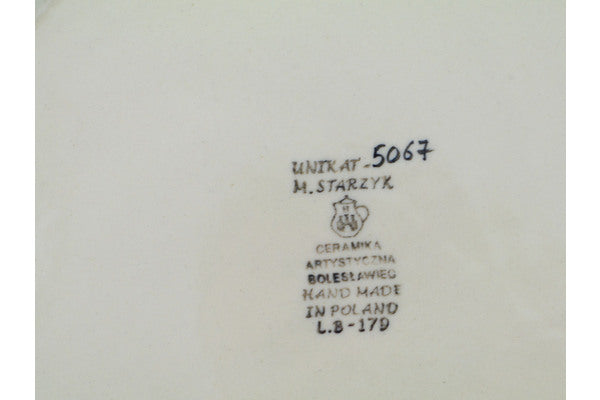 UNIKAT-5067
M.STARZYK
CERAMIKA
ARTYSTYCZNA
BOLESŁAWIEC
HAND MADE
IN POLAND
L.B-179